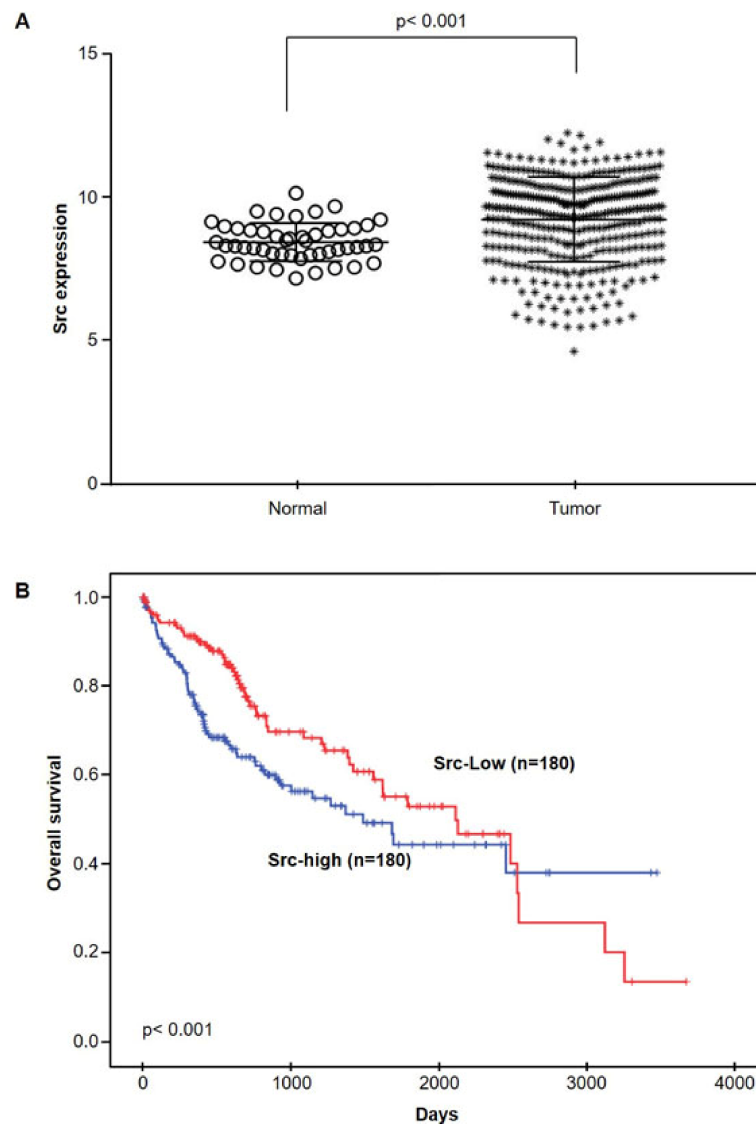 A
p< 0.001
15
10
5
0
Src expression
Normal
Tumor
B
1.0
0.8
0.6
0.4
0.2
0.0
Overall survival
Src-Low (n=180)
Src-high (n=180)
p< 0.001
0
1000
2000
3000
4000
Days